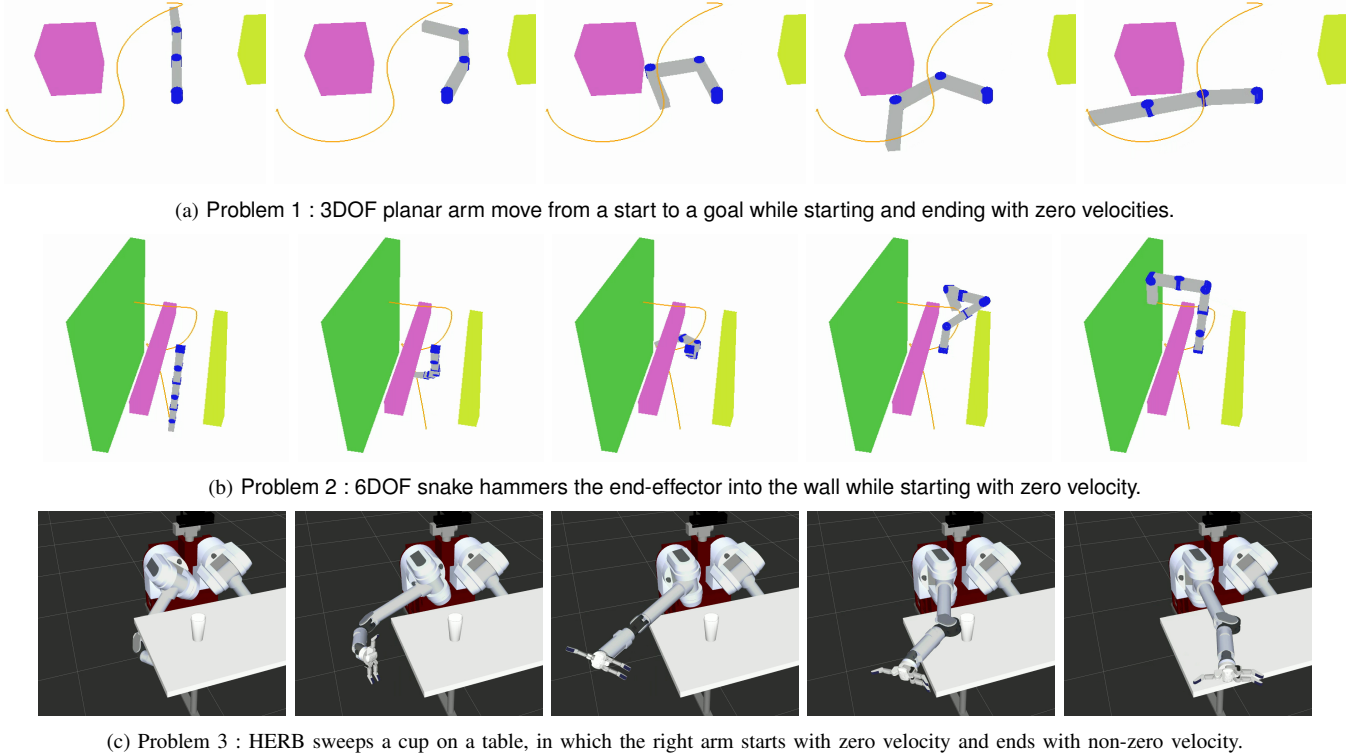 (a) Problem 1 : 3DOF planar arm move from a start to a goal while starting and ending with zero velocities.
(b) Problem 2 : 6DOF snake hammers the end-effector into the wall while starting with zero velocity.
(c) Problem 3 : HERB sweeps a cup on a table, in which the right arm starts with zero velocity and ends with non-zero velocity.